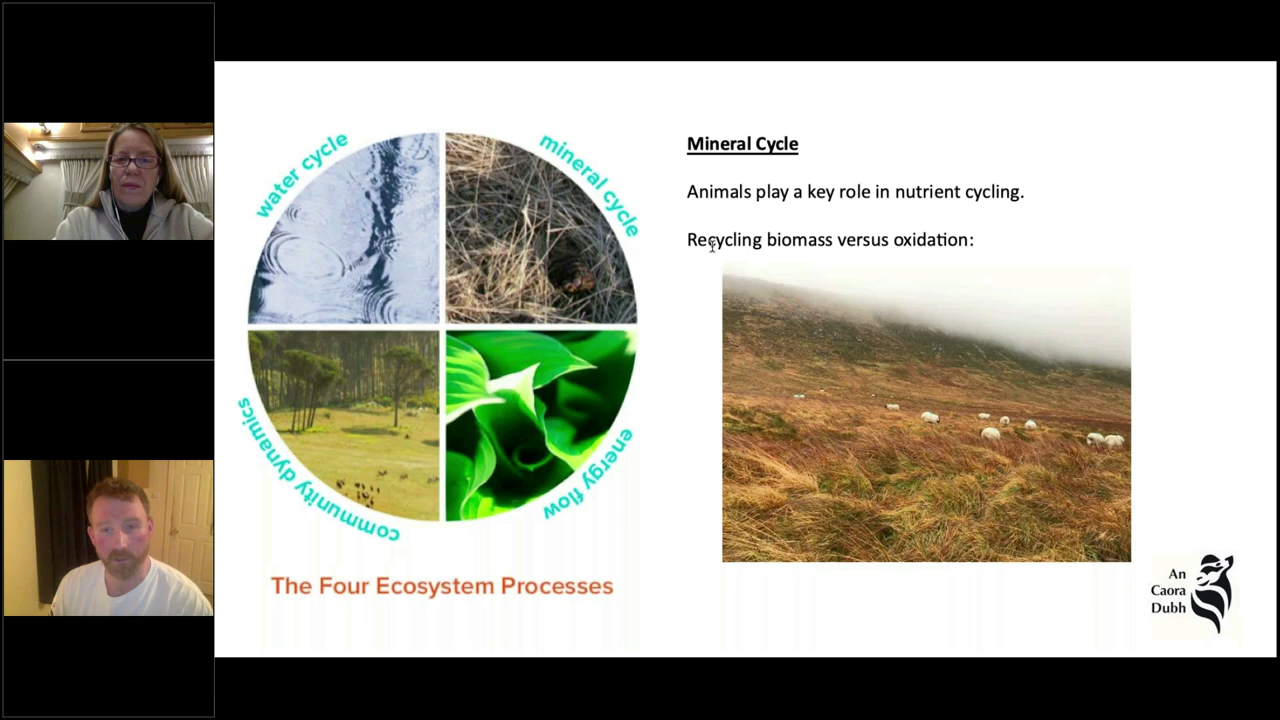 water cycle
mineral cycle
community dynamics
energy flow
The Four Ecosystem Processes
Mineral Cycle
Animals play a key role in nutrient cycling.
Recycling biomass versus oxidation:
An
Caora
Dubh